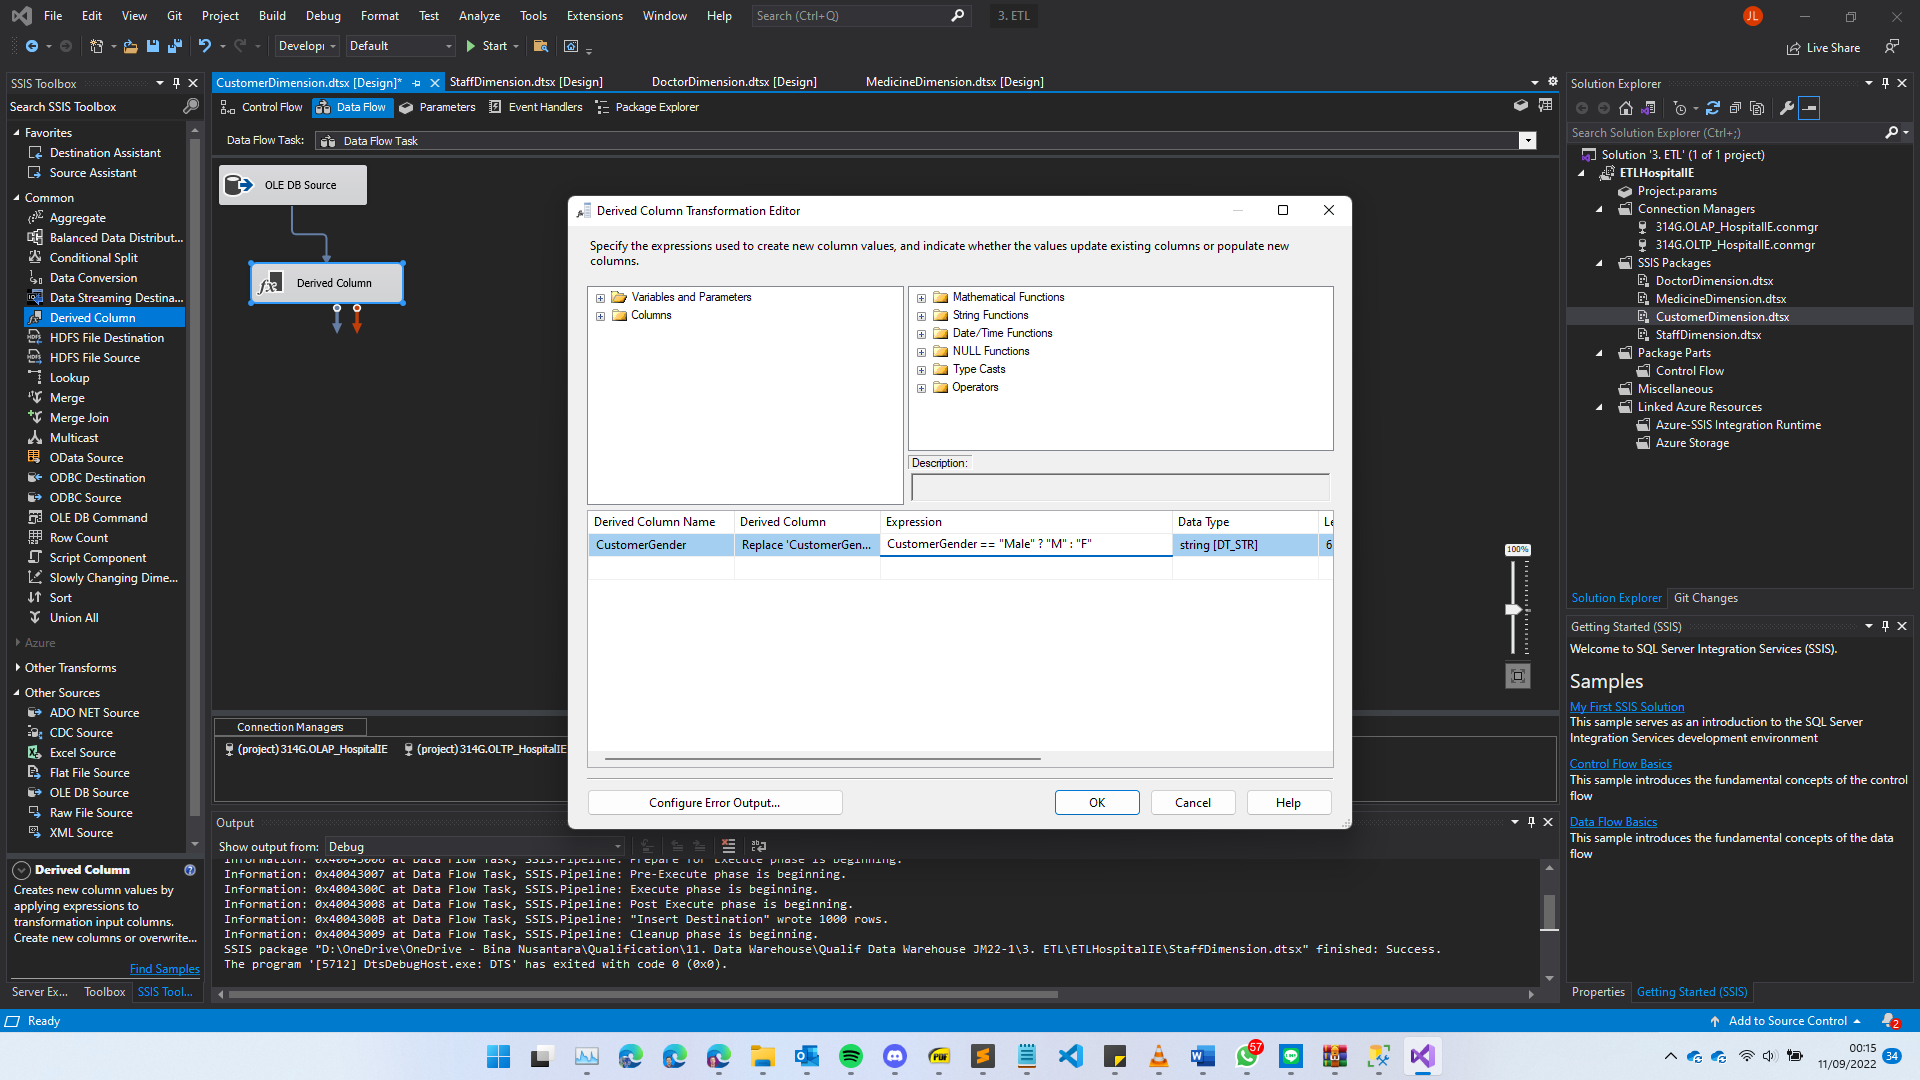 File Edit View Git Project Build Debug Format Test Analyze Tools Extensions Window Help Search (Ctrl+Q) 3. ETL JL
Developı Default Start Live Share
SSIS Toolbox
Search SSIS Toolbox
Favorites
Destination Assistant
Source Assistant
Common
Aggregate
Balanced Data Distribut...
Conditional Split
Data Conversion
Data Streaming Destina...
Derived Column
HDFS File Destination
HDFS File Source
Lookup
Merge
Merge Join
Multicast
OData Source
ODBC Destination
ODBC Source
OLE DB Command
Row Count
Script Component
Slowly Changing Dime...
Sort
Union All
Azure
Other Transforms
Other Sources
ADO NET Source
CDC Source
Excel Source
Flat File Source
OLE DB Source
Raw File Source
XML Source
Derived Column
Creates new column values by
applying expressions to
transformation input columns.
Create new columns or overwrite...
Find Samples
Server Ex... Toolbox SSIS Tool...
CustomerDimension.dtsx [Design]* StaffDimension.dtsx [Design] DoctorDimension.dtsx [Design] MedicineDimension.dtsx [Design]
Control Flow Data Flow Parameters Event Handlers Package Explorer
Data Flow Task: Data Flow Task
OLE DB Source
Derived Column
100%
Derived Column Transformation Editor
Specify the expressions used to create new column values, and indicate whether the values update existing columns or populate new
columns.
Variables and Parameters
Columns
Mathematical Functions
String Functions
Date/Time Functions
NULL Functions
Type Casts
Operators
Description:
Derived Column Name Derived Column Expression Data Type Le
CustomerGender Replace 'CustomerGen... CustomerGender == "Male" ? "M" : "F" string [DT_STR] 6
Configure Error Output... OK Cancel Help
Connection Managers
(project) 314G.OLAP_HospitalIE (project) 314G.OLTP_HospitalIE
Output
Show output from: Debug
Information: 0x40043006 at Data Flow Task, SSIS.Pipeline: Prepare for Execute phase is beginning.
Information: 0x40043007 at Data Flow Task, SSIS.Pipeline: Pre-Execute phase is beginning.
Information: 0x4004300C at Data Flow Task, SSIS.Pipeline: Execute phase is beginning.
Information: 0x40043008 at Data Flow Task, SSIS.Pipeline: Post Execute phase is beginning.
Information: 0x4004300B at Data Flow Task, SSIS.Pipeline: "Insert Destination" wrote 1000 rows.
Information: 0x40043009 at Data Flow Task, SSIS.Pipeline: Cleanup phase is beginning.
SSIS package "D:\OneDrive\OneDrive - Bina Nusantara\Qualification\11. Data Warehouse\Qualif Data Warehouse JM22-1\3. ETL\ETLHospitalIE\StaffDimension.dtsx" finished: Success.
The program '[5712] DtsDebugHost.exe: DTS' has exited with code 0 (0x0).
Solution Explorer
Search Solution Explorer (Ctrl+;)
Solution '3. ETL' (1 of 1 project)
ETLHospitalIE
Project.params
Connection Managers
314G.OLAP_HospitalIE.conmgr
314G.OLTP_HospitalIE.conmgr
SSIS Packages
DoctorDimension.dtsx
MedicineDimension.dtsx
CustomerDimension.dtsx
StaffDimension.dtsx
Package Parts
Control Flow
Miscellaneous
Linked Azure Resources
Azure-SSIS Integration Runtime
Azure Storage
Solution Explorer Git Changes
Getting Started (SSIS)
Welcome to SQL Server Integration Services (SSIS).
Samples
My First SSIS Solution
This sample serves as an introduction to the SQL Server
Integration Services development environment
Control Flow Basics
This sample introduces the fundamental concepts of the control
flow
Data Flow Basics
This sample introduces the fundamental concepts of the data
flow
Properties Getting Started (SSIS)
Ready Add to Source Control 2
PDF 57 00:15
11/09/2022 34